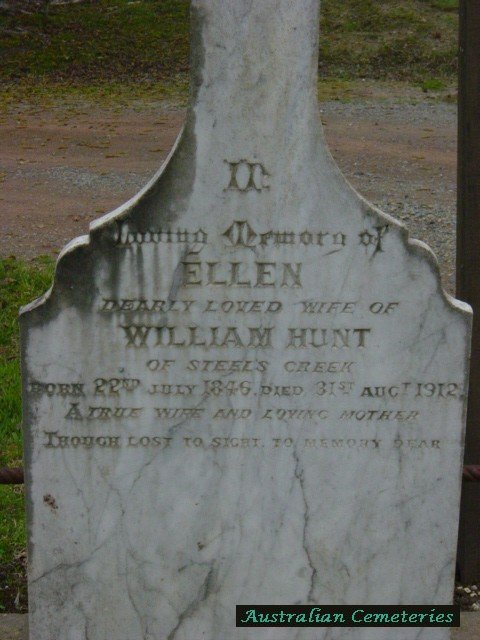 In
Loving Memory of
ELLEN
DEARLY LOVED WIFE OF
WILLIAM HUNT
OF STEELS CREEK
BORN 22ND JULY 1846. DIED 31ST AUGT 1912
A TRUE WIFE AND LOVING MOTHER
THOUGH LOST TO SIGHT, TO MEMORY DEAR
Australian Cemeteries